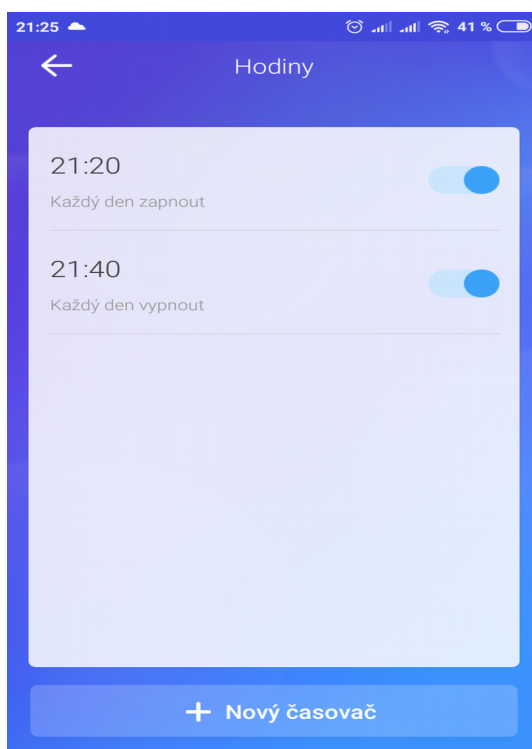 21:25 41 %
Hodiny
21:20
Každý den zapnout
21:40
Každý den vypnout
Nový časovač